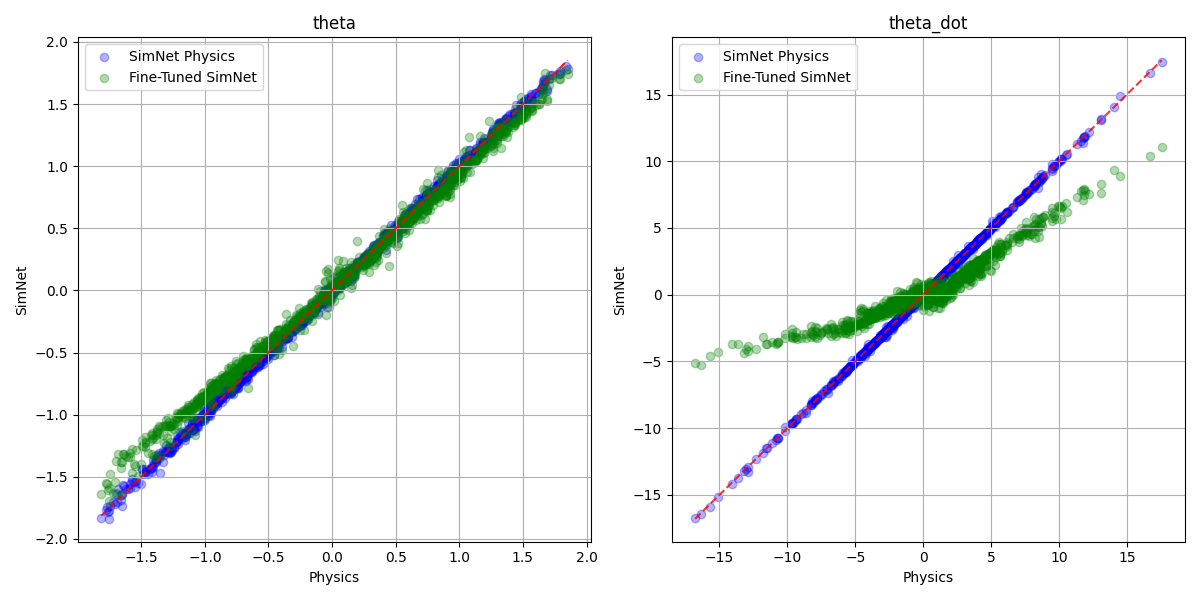 theta
SimNet Physics
Fine-Tuned SimNet
2.0
1.5
1.0
0.5
0.0
−0.5
−1.0
−1.5
−2.0
SimNet
−1.5 −1.0 −0.5 0.0 0.5 1.0 1.5 2.0
Physics
theta_dot
SimNet Physics
Fine-Tuned SimNet
15
10
5
0
−5
−10
−15
SimNet
−15 −10 −5 0 5 10 15
Physics